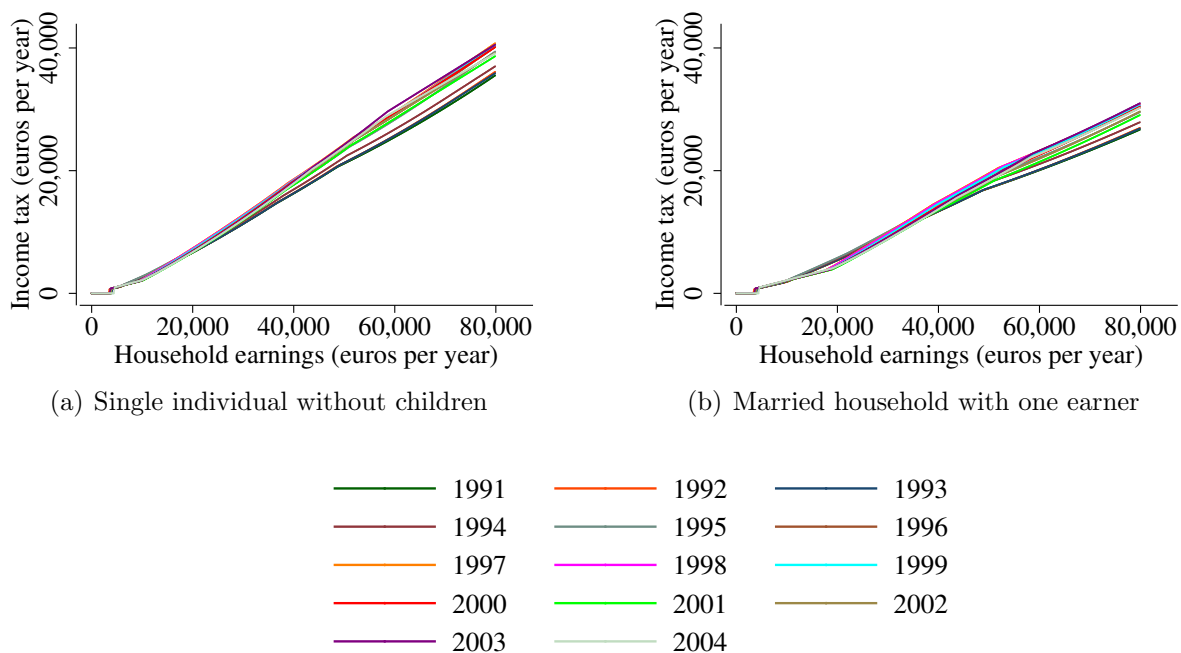 Income tax (euros per year)
40,000
20,000
0
0 20,000 40,000 60,000 80,000
Household earnings (euros per year)
(a) Single individual without children
Income tax (euros per year)
40,000
20,000
0
0 20,000 40,000 60,000 80,000
Household earnings (euros per year)
(b) Married household with one earner
1991 1992 1993
1994 1995 1996
1997 1998 1999
2000 2001 2002
2003 2004